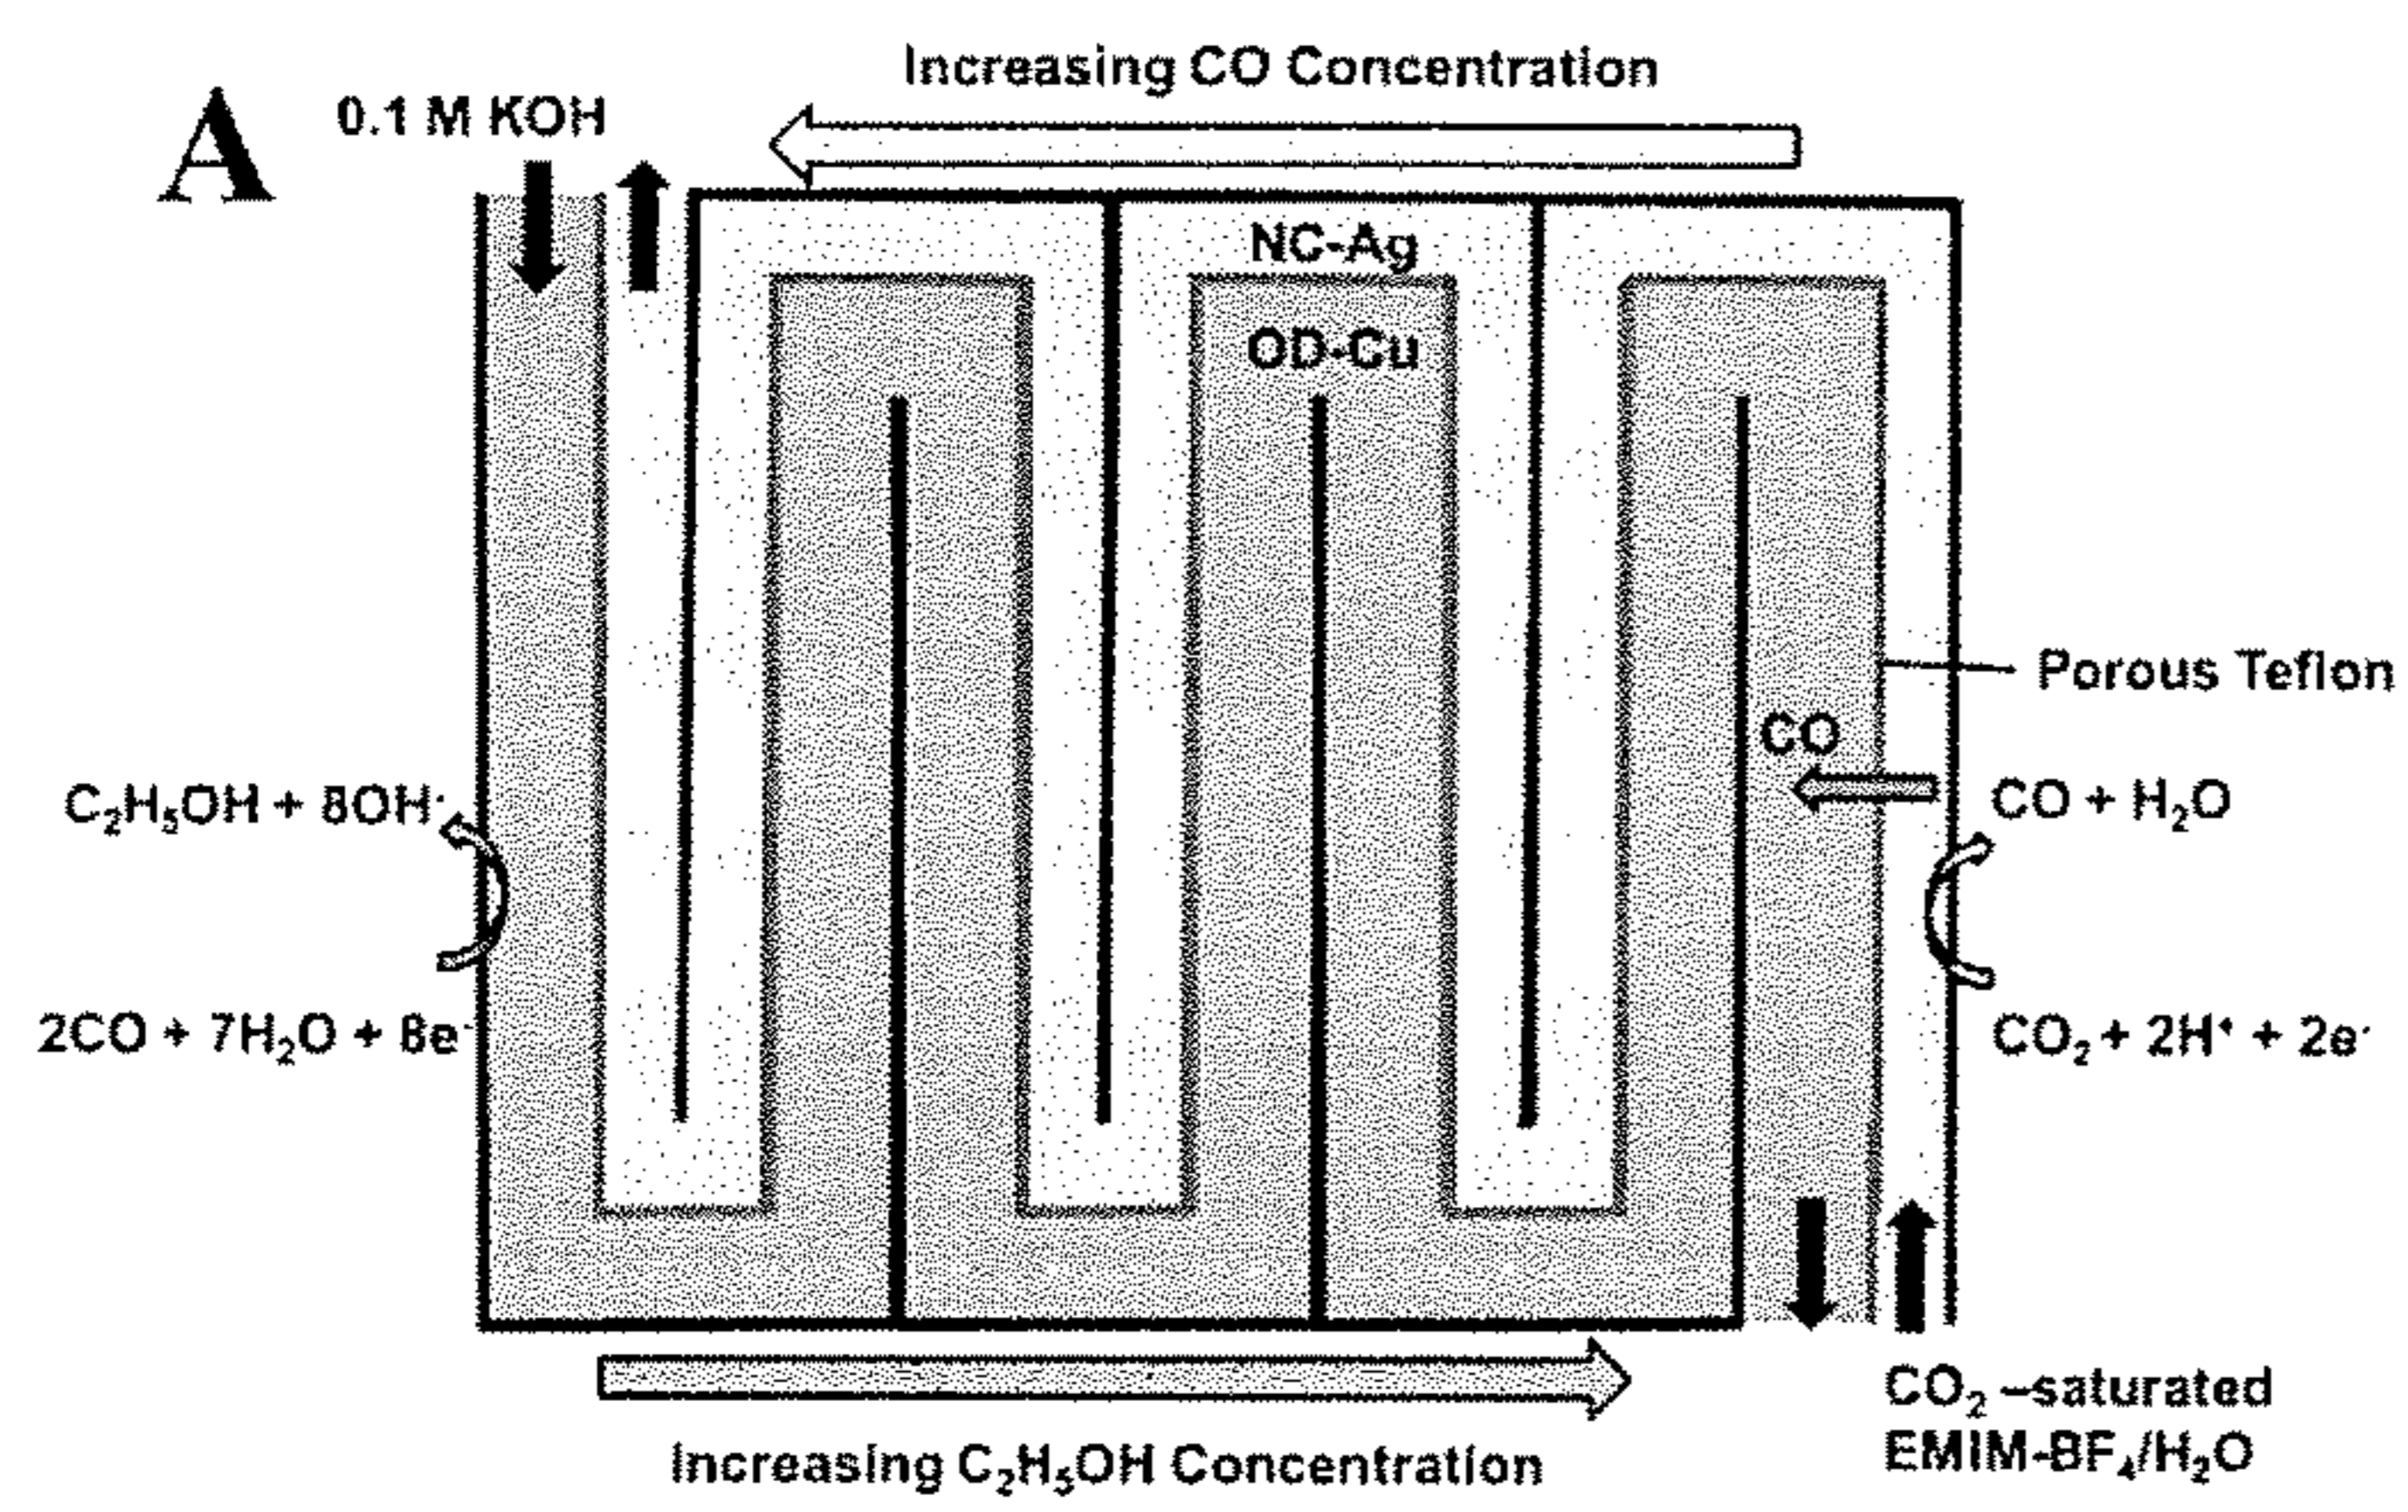 Increasing CO Concentration
A
0.1 M KOH
NC-Ag
OD-Cu
Porous Teflon
CO
C₂H₅OH + 8OH⁻
CO + H₂O
2CO + 7H₂O + 8e⁻
CO₂ + 2H⁺ + 2e⁻
CO₂ –saturated
EMIM-BF₄/H₂O
Increasing C₂H₅OH Concentration